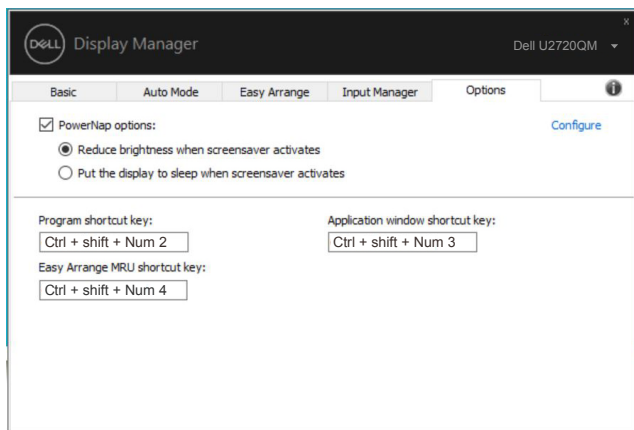 x
DELL Display Manager Dell U2720QM
Basic Auto Mode Easy Arrange Input Manager Options
PowerNap options: Configure
Reduce brightness when screensaver activates
Put the display to sleep when screensaver activates
Program shortcut key: Application window shortcut key:
Ctrl + shift + Num 2 Ctrl + shift + Num 3
Easy Arrange MRU shortcut key:
Ctrl + shift + Num 4